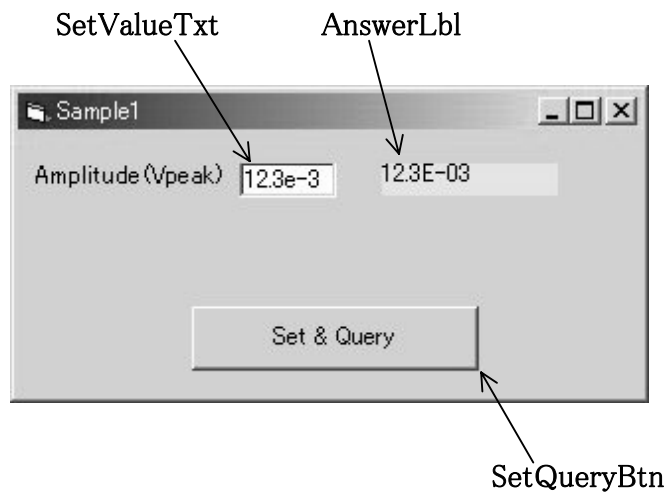 SetValueTxt AnswerLbl
Sample1
Amplitude(Vpeak) 12.3e-3 12.3E-03
Set & Query
SetQueryBtn